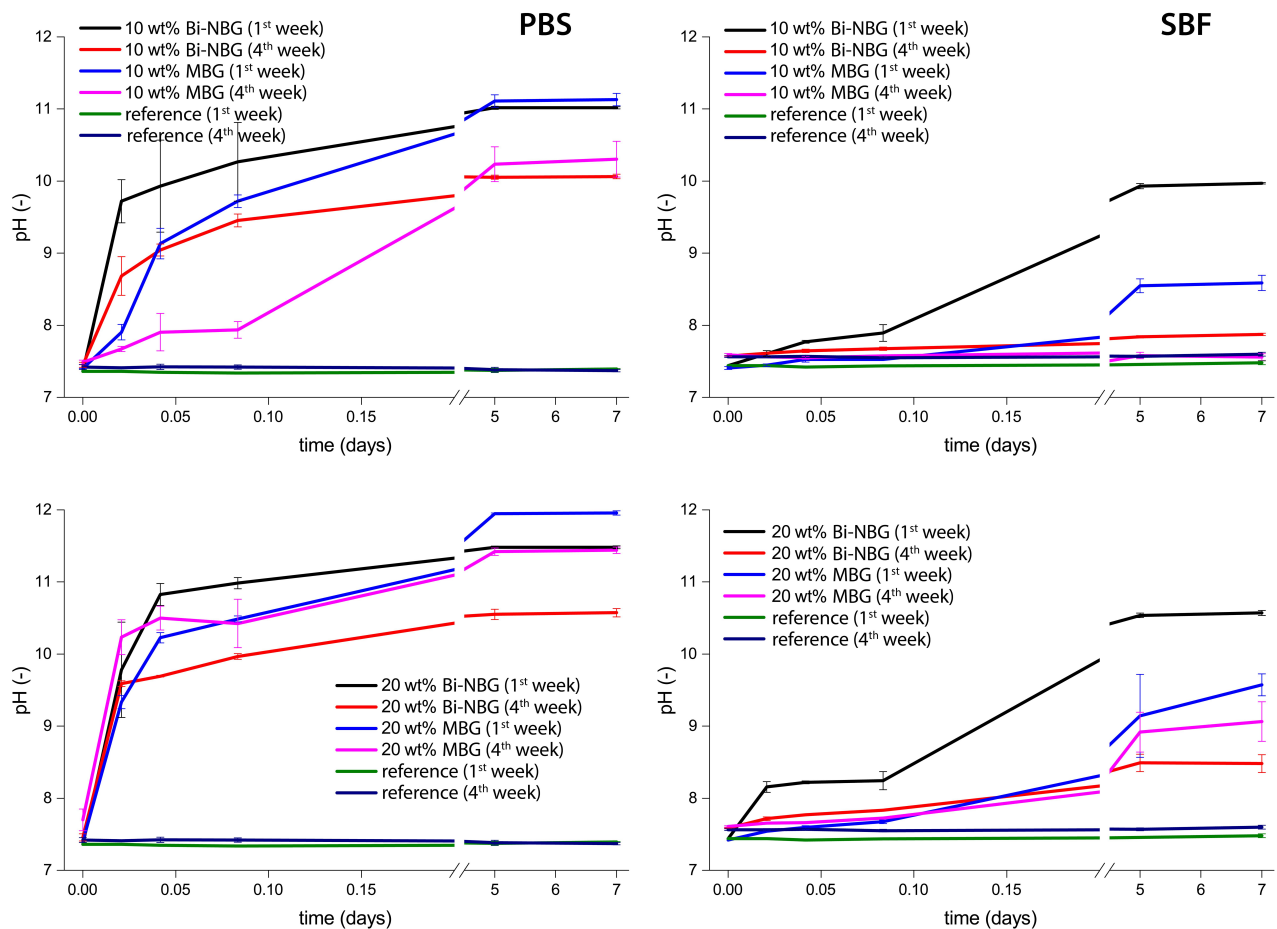 PBS
12
11
10
9
8
7
pH (-)
10 wt% Bi-NBG (1st week)
10 wt% Bi-NBG (4th week)
10 wt% MBG (1st week)
10 wt% MBG (4th week)
reference (1st week)
reference (4th week)
0.00 0.05 0.10 0.15 5 7
time (days)
SBF
12
11
10
9
8
7
pH (-)
10 wt% Bi-NBG (1st week)
10 wt% Bi-NBG (4th week)
10 wt% MBG (1st week)
10 wt% MBG (4th week)
reference (1st week)
reference (4th week)
0.00 0.05 0.10 0.15 5 7
time (days)
12
11
10
9
8
7
pH (-)
20 wt% Bi-NBG (1st week)
20 wt% Bi-NBG (4th week)
20 wt% MBG (1st week)
20 wt% MBG (4th week)
reference (1st week)
reference (4th week)
0.00 0.05 0.10 0.15 5 7
time (days)
12
11
10
9
8
7
pH (-)
20 wt% Bi-NBG (1st week)
20 wt% Bi-NBG (4th week)
20 wt% MBG (1st week)
20 wt% MBG (4th week)
reference (1st week)
reference (4th week)
0.00 0.05 0.10 0.15 5 7
time (days)